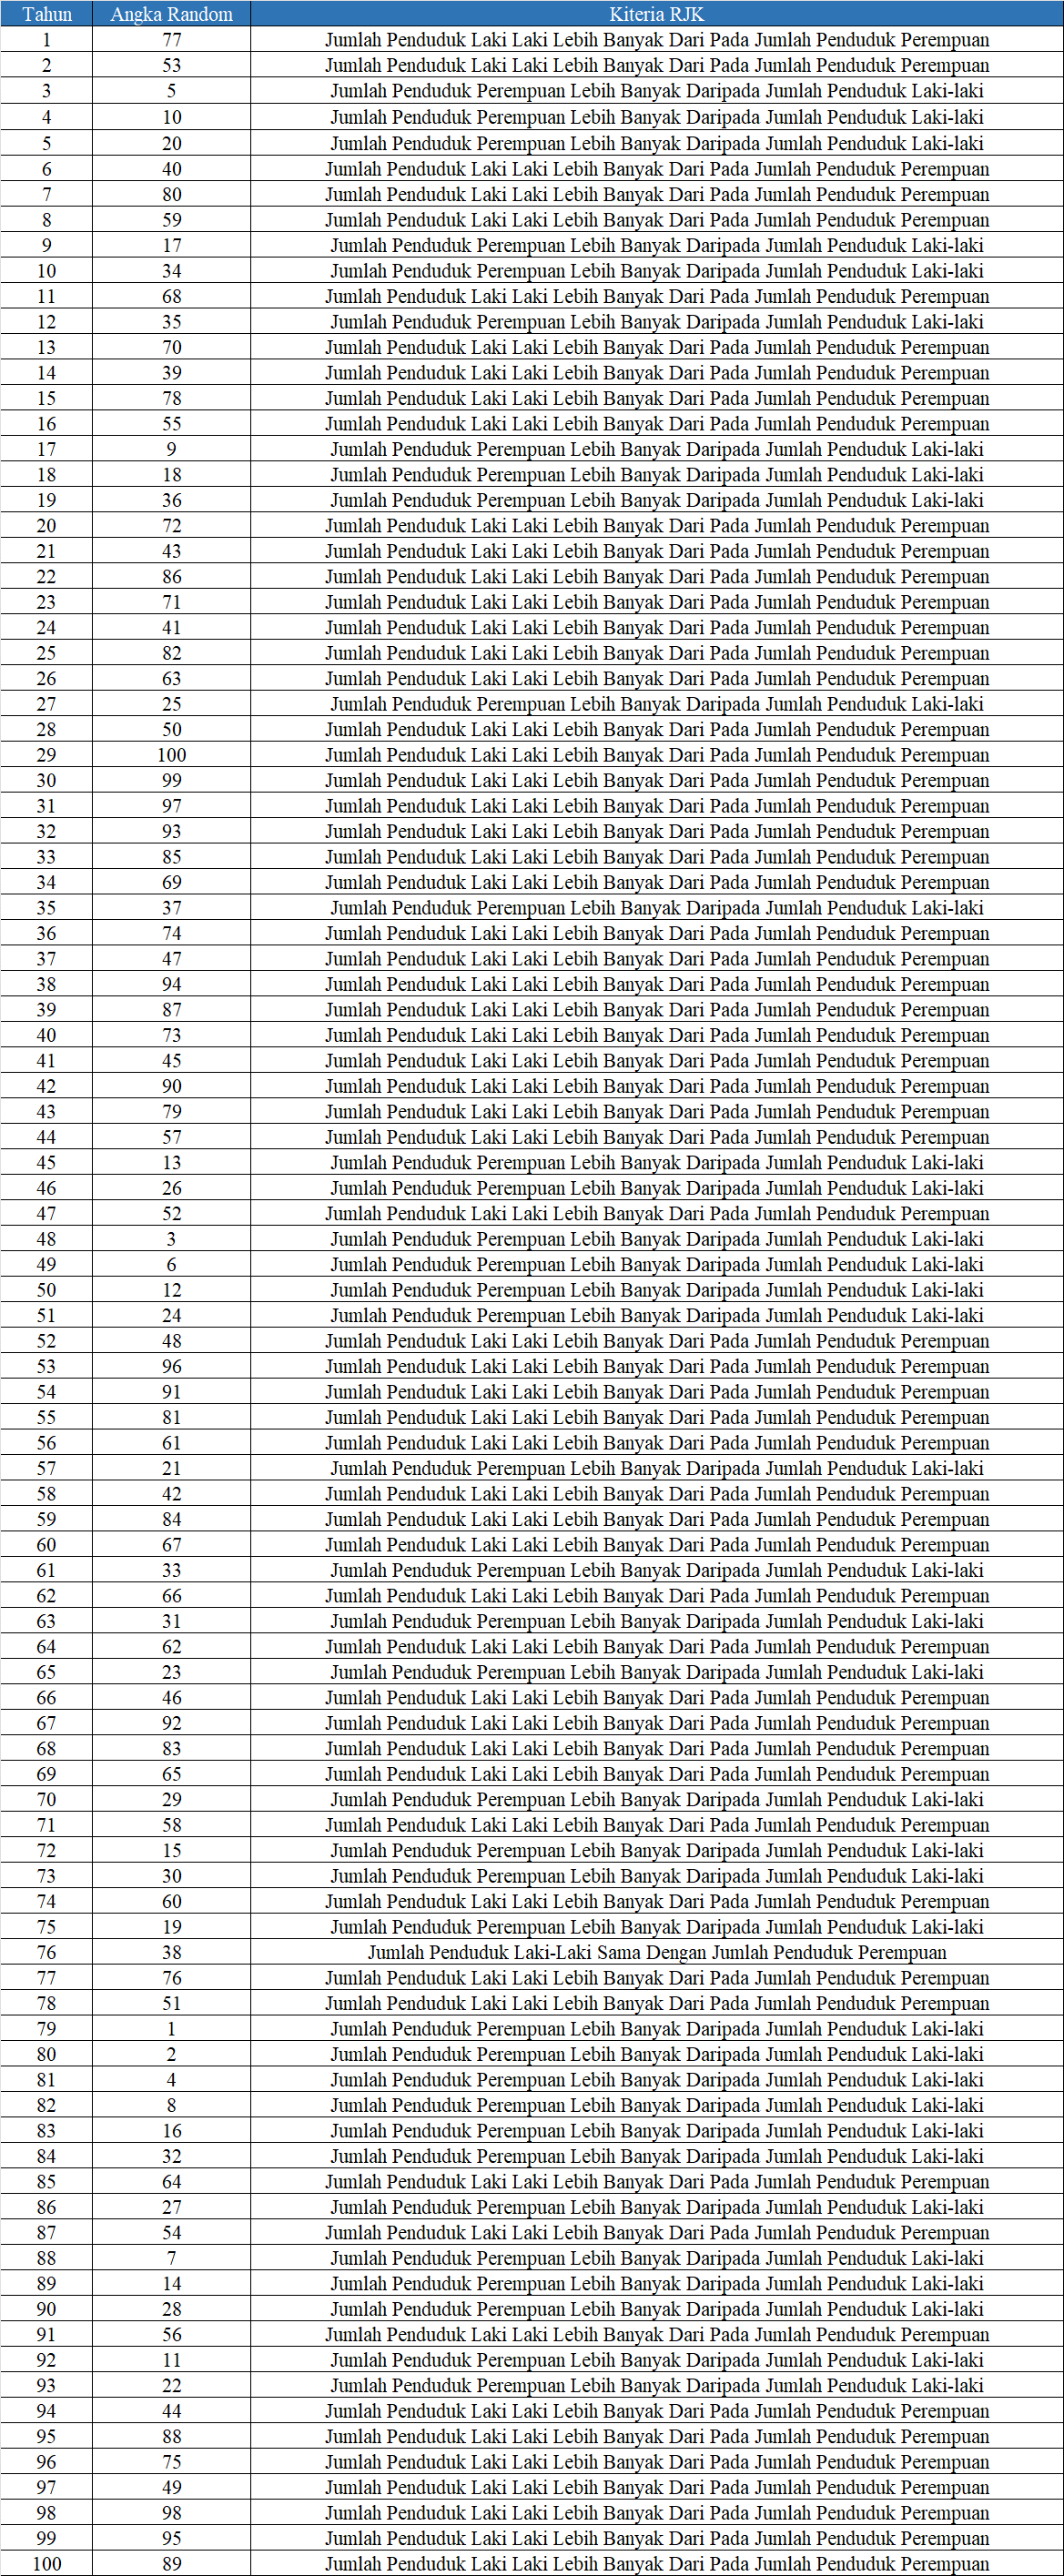 Tahun Angka Random Kiteria RJK
1 77 Jumlah Penduduk Laki Laki Lebih Banyak Dari Pada Jumlah Penduduk Perempuan
2 53 Jumlah Penduduk Laki Laki Lebih Banyak Dari Pada Jumlah Penduduk Perempuan
3 5 Jumlah Penduduk Perempuan Lebih Banyak Daripada Jumlah Penduduk Laki-laki
4 10 Jumlah Penduduk Perempuan Lebih Banyak Daripada Jumlah Penduduk Laki-laki
5 20 Jumlah Penduduk Perempuan Lebih Banyak Daripada Jumlah Penduduk Laki-laki
6 40 Jumlah Penduduk Laki Laki Lebih Banyak Dari Pada Jumlah Penduduk Perempuan
7 80 Jumlah Penduduk Laki Laki Lebih Banyak Dari Pada Jumlah Penduduk Perempuan
8 59 Jumlah Penduduk Laki Laki Lebih Banyak Dari Pada Jumlah Penduduk Perempuan
9 17 Jumlah Penduduk Perempuan Lebih Banyak Daripada Jumlah Penduduk Laki-laki
10 34 Jumlah Penduduk Perempuan Lebih Banyak Daripada Jumlah Penduduk Laki-laki
11 68 Jumlah Penduduk Laki Laki Lebih Banyak Dari Pada Jumlah Penduduk Perempuan
12 35 Jumlah Penduduk Perempuan Lebih Banyak Daripada Jumlah Penduduk Laki-laki
13 70 Jumlah Penduduk Laki Laki Lebih Banyak Dari Pada Jumlah Penduduk Perempuan
14 39 Jumlah Penduduk Laki Laki Lebih Banyak Dari Pada Jumlah Penduduk Perempuan
15 78 Jumlah Penduduk Laki Laki Lebih Banyak Dari Pada Jumlah Penduduk Perempuan
16 55 Jumlah Penduduk Laki Laki Lebih Banyak Dari Pada Jumlah Penduduk Perempuan
17 9 Jumlah Penduduk Perempuan Lebih Banyak Daripada Jumlah Penduduk Laki-laki
18 18 Jumlah Penduduk Perempuan Lebih Banyak Daripada Jumlah Penduduk Laki-laki
19 36 Jumlah Penduduk Perempuan Lebih Banyak Daripada Jumlah Penduduk Laki-laki
20 72 Jumlah Penduduk Laki Laki Lebih Banyak Dari Pada Jumlah Penduduk Perempuan
21 43 Jumlah Penduduk Laki Laki Lebih Banyak Dari Pada Jumlah Penduduk Perempuan
22 86 Jumlah Penduduk Laki Laki Lebih Banyak Dari Pada Jumlah Penduduk Perempuan
23 71 Jumlah Penduduk Laki Laki Lebih Banyak Dari Pada Jumlah Penduduk Perempuan
24 41 Jumlah Penduduk Laki Laki Lebih Banyak Dari Pada Jumlah Penduduk Perempuan
25 82 Jumlah Penduduk Laki Laki Lebih Banyak Dari Pada Jumlah Penduduk Perempuan
26 63 Jumlah Penduduk Laki Laki Lebih Banyak Dari Pada Jumlah Penduduk Perempuan
27 25 Jumlah Penduduk Perempuan Lebih Banyak Daripada Jumlah Penduduk Laki-laki
28 50 Jumlah Penduduk Laki Laki Lebih Banyak Dari Pada Jumlah Penduduk Perempuan
29 100 Jumlah Penduduk Laki Laki Lebih Banyak Dari Pada Jumlah Penduduk Perempuan
30 99 Jumlah Penduduk Laki Laki Lebih Banyak Dari Pada Jumlah Penduduk Perempuan
31 97 Jumlah Penduduk Laki Laki Lebih Banyak Dari Pada Jumlah Penduduk Perempuan
32 93 Jumlah Penduduk Laki Laki Lebih Banyak Dari Pada Jumlah Penduduk Perempuan
33 85 Jumlah Penduduk Laki Laki Lebih Banyak Dari Pada Jumlah Penduduk Perempuan
34 69 Jumlah Penduduk Laki Laki Lebih Banyak Dari Pada Jumlah Penduduk Perempuan
35 37 Jumlah Penduduk Perempuan Lebih Banyak Daripada Jumlah Penduduk Laki-laki
36 74 Jumlah Penduduk Laki Laki Lebih Banyak Dari Pada Jumlah Penduduk Perempuan
37 47 Jumlah Penduduk Laki Laki Lebih Banyak Dari Pada Jumlah Penduduk Perempuan
38 94 Jumlah Penduduk Laki Laki Lebih Banyak Dari Pada Jumlah Penduduk Perempuan
39 87 Jumlah Penduduk Laki Laki Lebih Banyak Dari Pada Jumlah Penduduk Perempuan
40 73 Jumlah Penduduk Laki Laki Lebih Banyak Dari Pada Jumlah Penduduk Perempuan
41 45 Jumlah Penduduk Laki Laki Lebih Banyak Dari Pada Jumlah Penduduk Perempuan
42 90 Jumlah Penduduk Laki Laki Lebih Banyak Dari Pada Jumlah Penduduk Perempuan
43 79 Jumlah Penduduk Laki Laki Lebih Banyak Dari Pada Jumlah Penduduk Perempuan
44 57 Jumlah Penduduk Laki Laki Lebih Banyak Dari Pada Jumlah Penduduk Perempuan
45 13 Jumlah Penduduk Perempuan Lebih Banyak Daripada Jumlah Penduduk Laki-laki
46 26 Jumlah Penduduk Perempuan Lebih Banyak Daripada Jumlah Penduduk Laki-laki
47 52 Jumlah Penduduk Laki Laki Lebih Banyak Dari Pada Jumlah Penduduk Perempuan
48 3 Jumlah Penduduk Perempuan Lebih Banyak Daripada Jumlah Penduduk Laki-laki
49 6 Jumlah Penduduk Perempuan Lebih Banyak Daripada Jumlah Penduduk Laki-laki
50 12 Jumlah Penduduk Perempuan Lebih Banyak Daripada Jumlah Penduduk Laki-laki
51 24 Jumlah Penduduk Perempuan Lebih Banyak Daripada Jumlah Penduduk Laki-laki
52 48 Jumlah Penduduk Laki Laki Lebih Banyak Dari Pada Jumlah Penduduk Perempuan
53 96 Jumlah Penduduk Laki Laki Lebih Banyak Dari Pada Jumlah Penduduk Perempuan
54 91 Jumlah Penduduk Laki Laki Lebih Banyak Dari Pada Jumlah Penduduk Perempuan
55 81 Jumlah Penduduk Laki Laki Lebih Banyak Dari Pada Jumlah Penduduk Perempuan
56 61 Jumlah Penduduk Laki Laki Lebih Banyak Dari Pada Jumlah Penduduk Perempuan
57 21 Jumlah Penduduk Perempuan Lebih Banyak Daripada Jumlah Penduduk Laki-laki
58 42 Jumlah Penduduk Laki Laki Lebih Banyak Dari Pada Jumlah Penduduk Perempuan
59 84 Jumlah Penduduk Laki Laki Lebih Banyak Dari Pada Jumlah Penduduk Perempuan
60 67 Jumlah Penduduk Laki Laki Lebih Banyak Dari Pada Jumlah Penduduk Perempuan
61 33 Jumlah Penduduk Perempuan Lebih Banyak Daripada Jumlah Penduduk Laki-laki
62 66 Jumlah Penduduk Laki Laki Lebih Banyak Dari Pada Jumlah Penduduk Perempuan
63 31 Jumlah Penduduk Perempuan Lebih Banyak Daripada Jumlah Penduduk Laki-laki
64 62 Jumlah Penduduk Laki Laki Lebih Banyak Dari Pada Jumlah Penduduk Perempuan
65 23 Jumlah Penduduk Perempuan Lebih Banyak Daripada Jumlah Penduduk Laki-laki
66 46 Jumlah Penduduk Laki Laki Lebih Banyak Dari Pada Jumlah Penduduk Perempuan
67 92 Jumlah Penduduk Laki Laki Lebih Banyak Dari Pada Jumlah Penduduk Perempuan
68 83 Jumlah Penduduk Laki Laki Lebih Banyak Dari Pada Jumlah Penduduk Perempuan
69 65 Jumlah Penduduk Laki Laki Lebih Banyak Dari Pada Jumlah Penduduk Perempuan
70 29 Jumlah Penduduk Perempuan Lebih Banyak Daripada Jumlah Penduduk Laki-laki
71 58 Jumlah Penduduk Laki Laki Lebih Banyak Dari Pada Jumlah Penduduk Perempuan
72 15 Jumlah Penduduk Perempuan Lebih Banyak Daripada Jumlah Penduduk Laki-laki
73 30 Jumlah Penduduk Perempuan Lebih Banyak Daripada Jumlah Penduduk Laki-laki
74 60 Jumlah Penduduk Laki Laki Lebih Banyak Dari Pada Jumlah Penduduk Perempuan
75 19 Jumlah Penduduk Perempuan Lebih Banyak Daripada Jumlah Penduduk Laki-laki
76 38 Jumlah Penduduk Laki-Laki Sama Dengan Jumlah Penduduk Perempuan
77 76 Jumlah Penduduk Laki Laki Lebih Banyak Dari Pada Jumlah Penduduk Perempuan
78 51 Jumlah Penduduk Laki Laki Lebih Banyak Dari Pada Jumlah Penduduk Perempuan
79 1 Jumlah Penduduk Perempuan Lebih Banyak Daripada Jumlah Penduduk Laki-laki
80 2 Jumlah Penduduk Perempuan Lebih Banyak Daripada Jumlah Penduduk Laki-laki
81 4 Jumlah Penduduk Perempuan Lebih Banyak Daripada Jumlah Penduduk Laki-laki
82 8 Jumlah Penduduk Perempuan Lebih Banyak Daripada Jumlah Penduduk Laki-laki
83 16 Jumlah Penduduk Perempuan Lebih Banyak Daripada Jumlah Penduduk Laki-laki
84 32 Jumlah Penduduk Perempuan Lebih Banyak Daripada Jumlah Penduduk Laki-laki
85 64 Jumlah Penduduk Laki Laki Lebih Banyak Dari Pada Jumlah Penduduk Perempuan
86 27 Jumlah Penduduk Perempuan Lebih Banyak Daripada Jumlah Penduduk Laki-laki
87 54 Jumlah Penduduk Laki Laki Lebih Banyak Dari Pada Jumlah Penduduk Perempuan
88 7 Jumlah Penduduk Perempuan Lebih Banyak Daripada Jumlah Penduduk Laki-laki
89 14 Jumlah Penduduk Perempuan Lebih Banyak Daripada Jumlah Penduduk Laki-laki
90 28 Jumlah Penduduk Perempuan Lebih Banyak Daripada Jumlah Penduduk Laki-laki
91 56 Jumlah Penduduk Laki Laki Lebih Banyak Dari Pada Jumlah Penduduk Perempuan
92 11 Jumlah Penduduk Perempuan Lebih Banyak Daripada Jumlah Penduduk Laki-laki
93 22 Jumlah Penduduk Perempuan Lebih Banyak Daripada Jumlah Penduduk Laki-laki
94 44 Jumlah Penduduk Laki Laki Lebih Banyak Dari Pada Jumlah Penduduk Perempuan
95 88 Jumlah Penduduk Laki Laki Lebih Banyak Dari Pada Jumlah Penduduk Perempuan
96 75 Jumlah Penduduk Laki Laki Lebih Banyak Dari Pada Jumlah Penduduk Perempuan
97 49 Jumlah Penduduk Laki Laki Lebih Banyak Dari Pada Jumlah Penduduk Perempuan
98 98 Jumlah Penduduk Laki Laki Lebih Banyak Dari Pada Jumlah Penduduk Perempuan
99 95 Jumlah Penduduk Laki Laki Lebih Banyak Dari Pada Jumlah Penduduk Perempuan
100 89 Jumlah Penduduk Laki Laki Lebih Banyak Dari Pada Jumlah Penduduk Perempuan